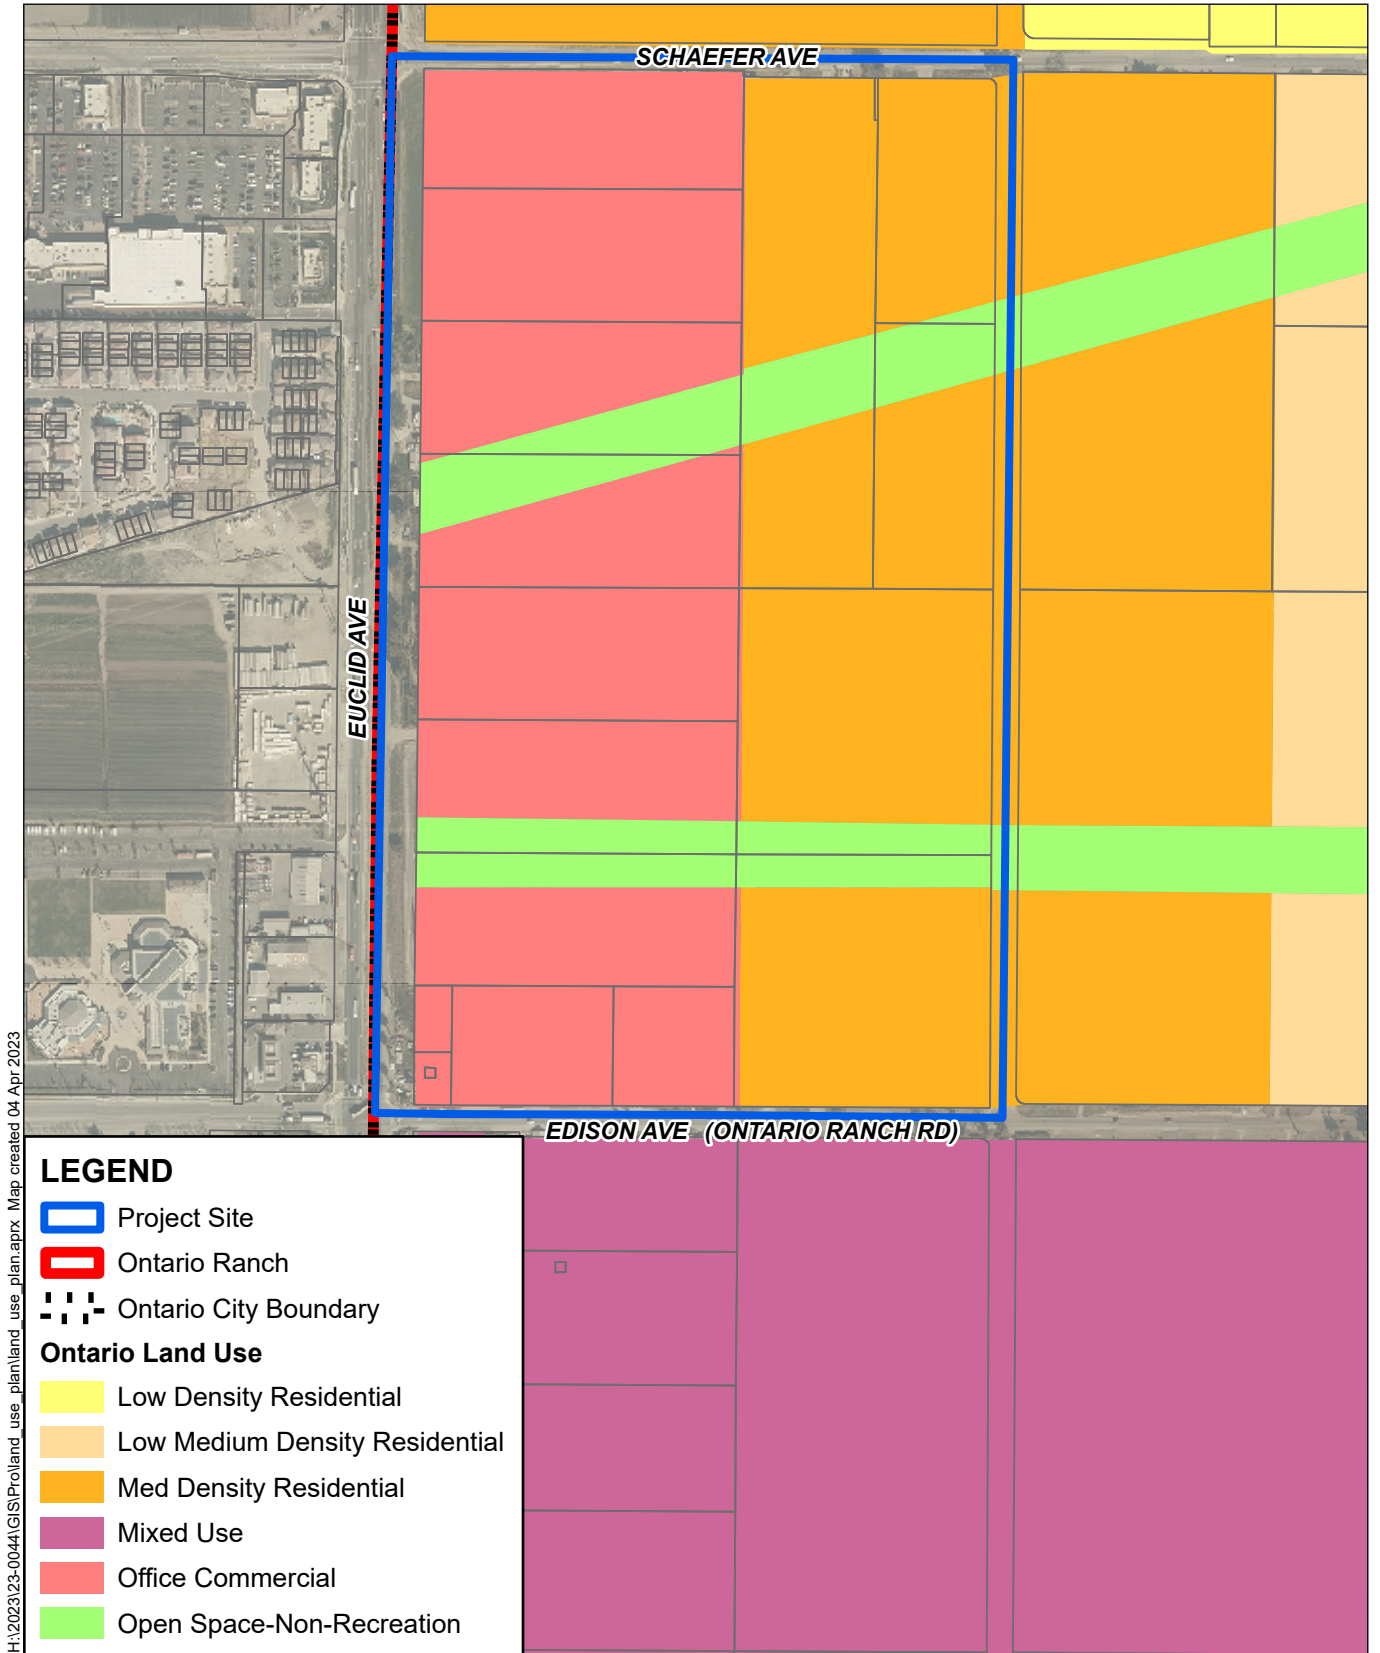 SCHAEFER AVE
EUCLID AVE
EDISON AVE (ONTARIO RANCH RD)
H:\2023\23-0044\GIS\Pro\land_use_plan\land_use_plan.aprx Map created 04 Apr 2023
LEGEND
Project Site
Ontario Ranch
Ontario City Boundary
Ontario Land Use
Low Density Residential
Low Medium Density Residential
Med Density Residential
Mixed Use
Office Commercial
Open Space-Non-Recreation